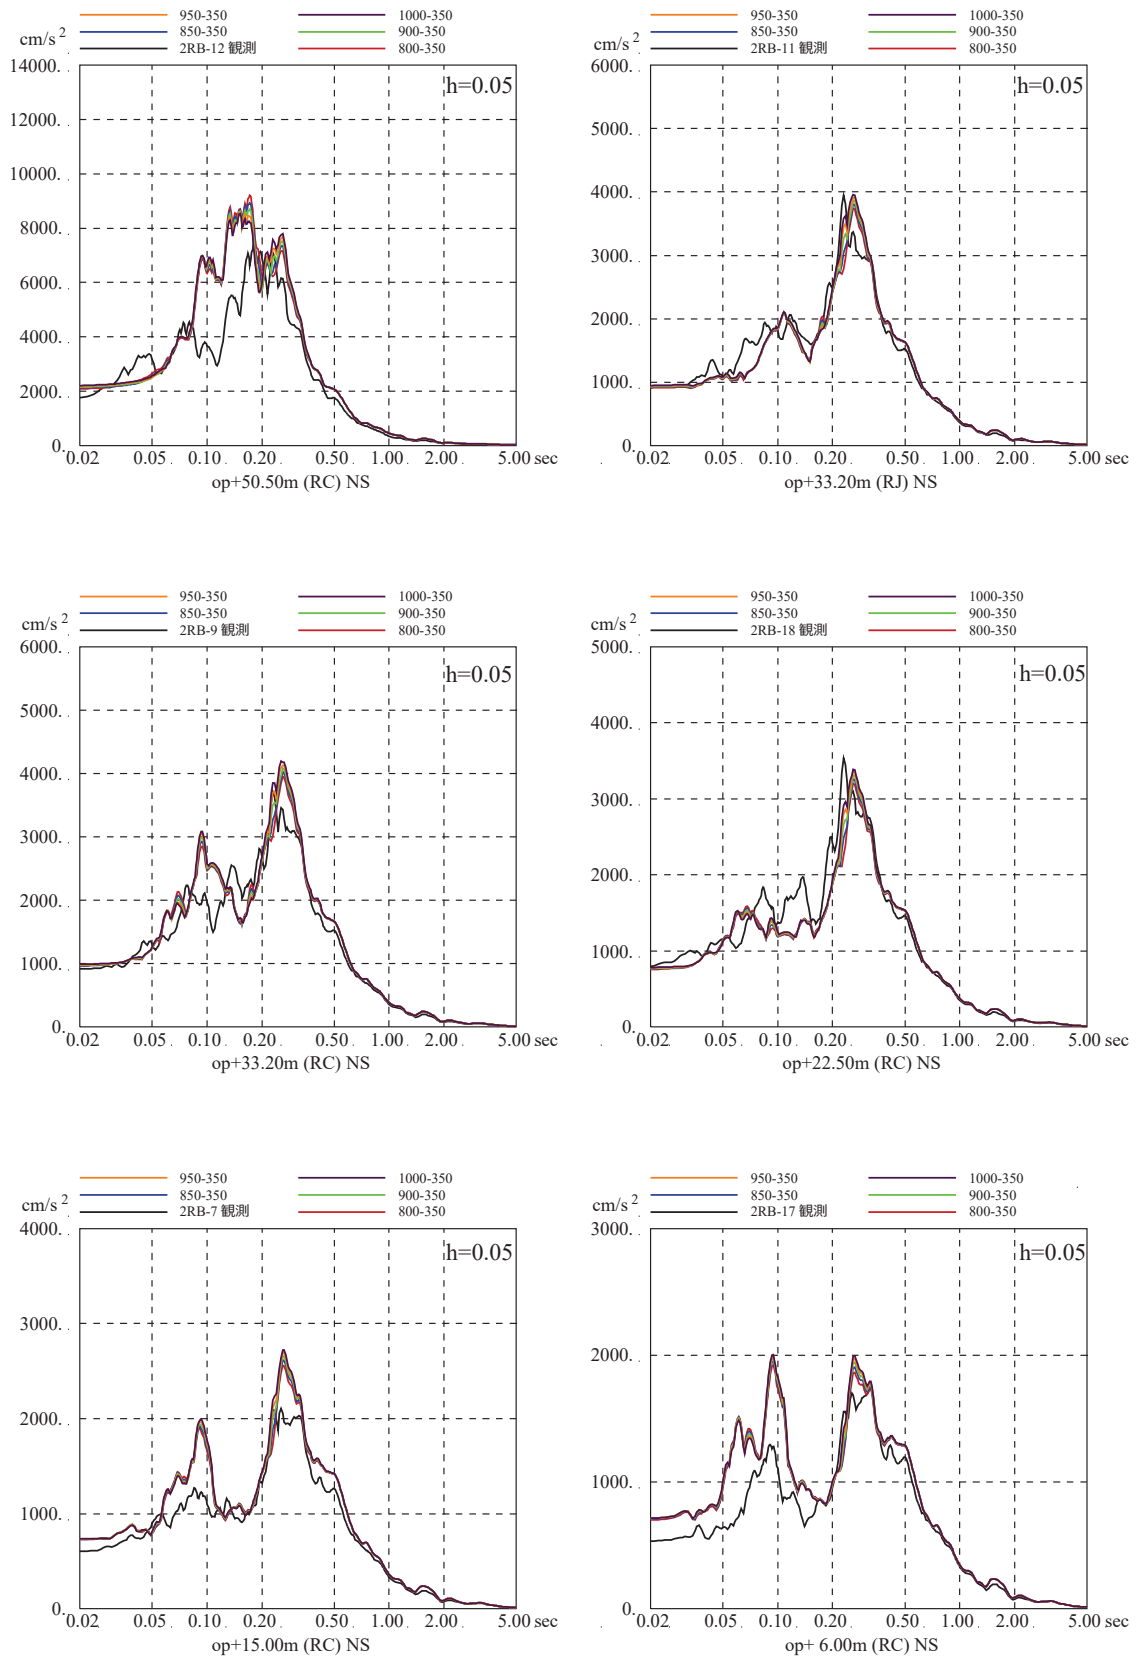 950-350 1000-350
850-350 900-350
2RB-12 観測 800-350
cm/s 2
h=0.05
14000.
12000.
10000.
8000.
6000.
4000.
2000.
0.
0.02 0.05 0.10 0.20 0.50 1.00 2.00 5.00 sec
op+50.50m (RC) NS
950-350 1000-350
850-350 900-350
2RB-11 観測 800-350
cm/s 2
h=0.05
6000.
5000.
4000.
3000.
2000.
1000.
0.
0.02 0.05 0.10 0.20 0.50 1.00 2.00 5.00 sec
op+33.20m (RJ) NS
950-350 1000-350
850-350 900-350
2RB-9 観測 800-350
cm/s 2
h=0.05
6000.
5000.
4000.
3000.
2000.
1000.
0.
0.02 0.05 0.10 0.20 0.50 1.00 2.00 5.00 sec
op+33.20m (RC) NS
950-350 1000-350
850-350 900-350
2RB-18 観測 800-350
cm/s 2
h=0.05
5000.
4000.
3000.
2000.
1000.
0.
0.02 0.05 0.10 0.20 0.50 1.00 2.00 5.00 sec
op+22.50m (RC) NS
950-350 1000-350
850-350 900-350
2RB-7 観測 800-350
cm/s 2
h=0.05
4000.
3000.
2000.
1000.
0.
0.02 0.05 0.10 0.20 0.50 1.00 2.00 5.00 sec
op+15.00m (RC) NS
950-350 1000-350
850-350 900-350
2RB-17 観測 800-350
cm/s 2
h=0.05
3000.
2000.
1000.
0.
0.02 0.05 0.10 0.20 0.50 1.00 2.00 5.00 sec
op+ 6.00m (RC) NS